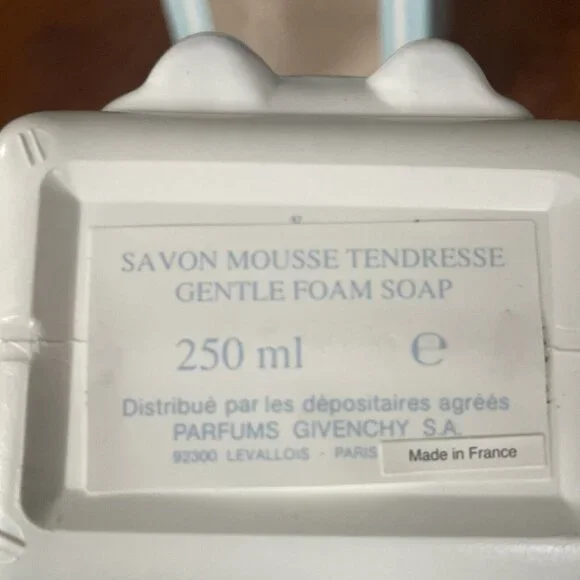 SAVON MOUSSE TENDRESSE
GENTLE FOAM SOAP
250 ml ℮
Distribué par les dépositaires agréés
PARFUMS GIVENCHY S.A.
92300 LEVALLOIS - PARIS
Made in France